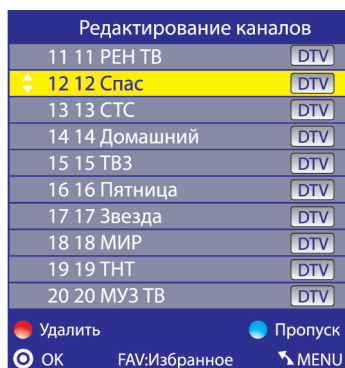 Редактирование каналов
11 11 РЕН ТВ DTV
12 12 Спас DTV
13 13 СТС DTV
14 14 Домашний DTV
15 15 ТВ3 DTV
16 16 Пятница DTV
17 17 Звезда DTV
18 18 МИР DTV
19 19 ТНТ DTV
20 20 МУЗ ТВ DTV
Удалить Пропуск
OK FAV:Избранное MENU